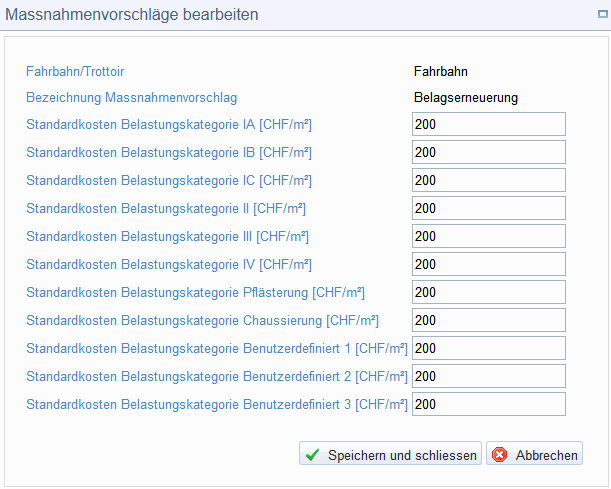 Massnahmenvorschläge bearbeiten
Fahrbahn/Trottoir Fahrbahn
Bezeichnung Massnahmenvorschlag Belagserneuerung
Standardkosten Belastungskategorie IA [CHF/m²] 200
Standardkosten Belastungskategorie IB [CHF/m²] 200
Standardkosten Belastungskategorie IC [CHF/m²] 200
Standardkosten Belastungskategorie II [CHF/m²] 200
Standardkosten Belastungskategorie III [CHF/m²] 200
Standardkosten Belastungskategorie IV [CHF/m²] 200
Standardkosten Belastungskategorie Pflästerung [CHF/m²] 200
Standardkosten Belastungskategorie Chaussierung [CHF/m²] 200
Standardkosten Belastungskategorie Benutzerdefiniert 1 [CHF/m²] 200
Standardkosten Belastungskategorie Benutzerdefiniert 2 [CHF/m²] 200
Standardkosten Belastungskategorie Benutzerdefiniert 3 [CHF/m²] 200
Speichern und schliessen Abbrechen